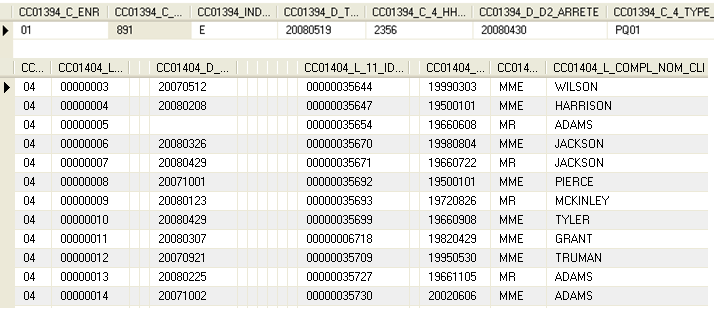 CC01394_C_ENR CC01394_C_... CC01394_IND... CC01394_D_T... CC01394_C_4_HH... CC01394_D_D2_ARRETE CC01394_C_4_TYPE_
01 891 E 20080519 2356 20080430 PQ01
CC... CC01404_L... CC01404_D_... CC01404_L_11_ID... CC01404_... CC014... CC01404_L_COMPL_NOM_CLI
04 00000003 20070512 00000035644 19990303 MME WILSON
04 00000004 20080208 00000035647 19500101 MME HARRISON
04 00000005 00000035654 19660608 MR ADAMS
04 00000006 20080326 00000035670 19980804 MME JACKSON
04 00000007 20080429 00000035671 19660722 MR JACKSON
04 00000008 20071001 00000035692 19500101 MME PIERCE
04 00000009 20080123 00000035693 19720826 MR MCKINLEY
04 00000010 20080429 00000035699 19660908 MME TYLER
04 00000011 20080307 00000006718 19820429 MME GRANT
04 00000012 20070921 00000035709 19950530 MME TRUMAN
04 00000013 20080225 00000035727 19661105 MR ADAMS
04 00000014 20071002 00000035730 20020606 MME ADAMS